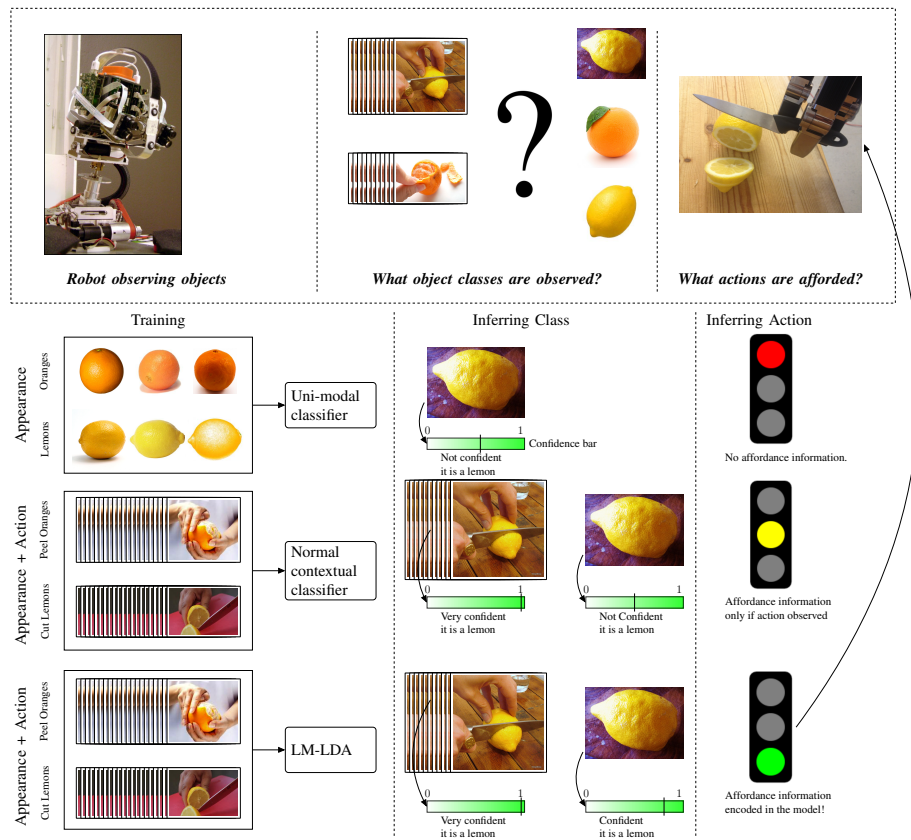 Robot observing objects
What object classes are observed?
What actions are afforded?
Training
Inferring Class
Inferring Action
Appearance
Oranges
Lemons
Uni-modal
classifier
0
1
Confidence bar
Not confident
it is a lemon
No affordance information.
Appearance + Action
Peel Oranges
Cut Lemons
Normal
contextual
classifier
0
1
Very confident
it is a lemon
0
1
Not Confident
it is a lemon
Affordance information
only if action observed
Appearance + Action
Peel Oranges
Cut Lemons
LM-LDA
0
1
Very confident
it is a lemon
0
1
Confident
it is a lemon
Affordance information
encoded in the model!
?